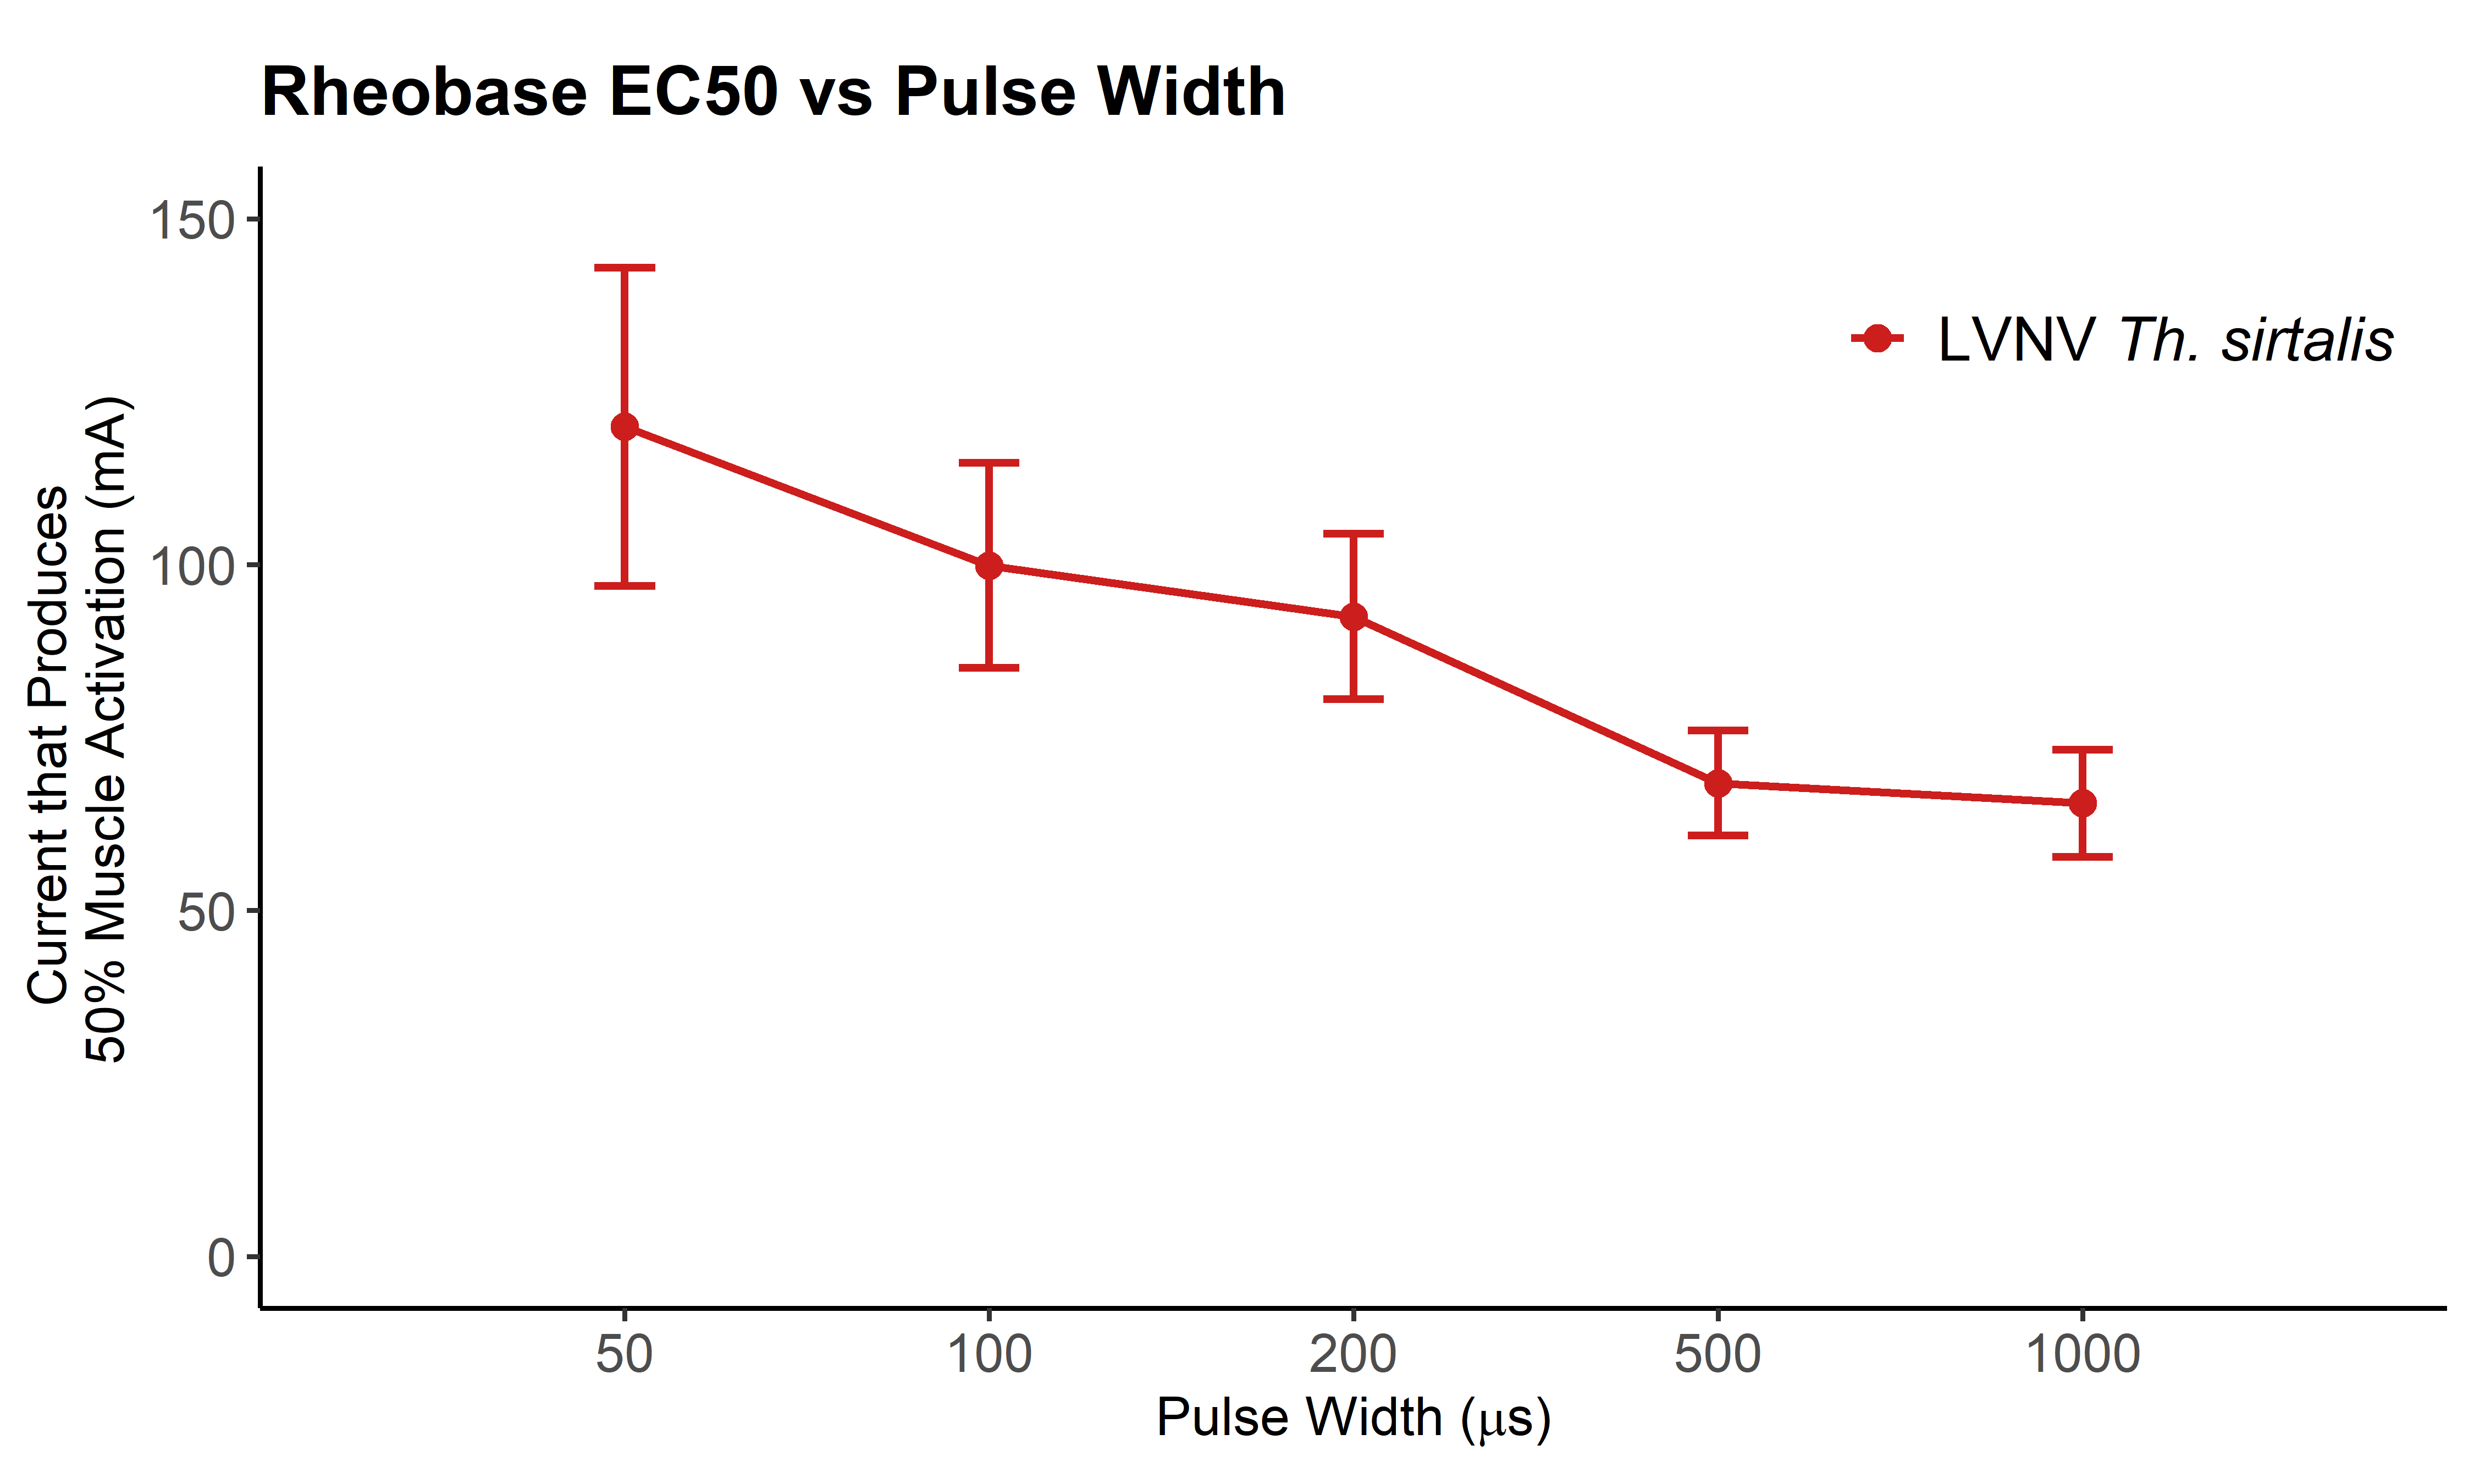 Rheobase EC50 vs Pulse Width
150
100
50
0
Current that Produces
50% Muscle Activation (mA)
LVNV Th. sirtalis
50 100 200 500 1000
Pulse Width (μs)